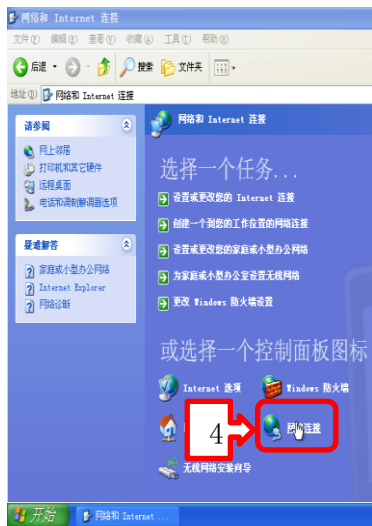 网络和 Internet 连接
文件(F) 编辑(E) 查看(V) 收藏(A) 工具(T) 帮助(H)
后退 搜索 文件夹
地址(D) 网络和 Internet 连接
请参阅
网上邻居
打印机和其它硬件
远程桌面
电话和调制解调器选项
疑难解答
家庭或小型办公网络
Internet Explorer
网络诊断
网络和 Internet 连接
选择一个任务...
设置或更改您的 Internet 连接
创建一个到您的工作位置的网络连接
设置或更改您的家庭或小型办公网络
为家庭或小型办公室设置无线网络
更改 Windows 防火墙设置
或选择一个控制面板图标
Internet 选项 Windows 防火墙
4 网络连接
无线网络安装向导
开始 网络和 Internet ...